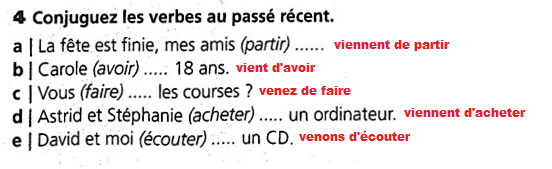 4 Conjuguez les verbes au passé récent.
a | La fête est finie, mes amis (partir) ...... viennent de partir
b | Carole (avoir) ..... 18 ans. vient d'avoir
c | Vous (faire) ..... les courses ? venez de faire
d | Astrid et Stéphanie (acheter) ..... un ordinateur. viennent d'acheter
e | David et moi (écouter) ..... un CD. venons d'écouter